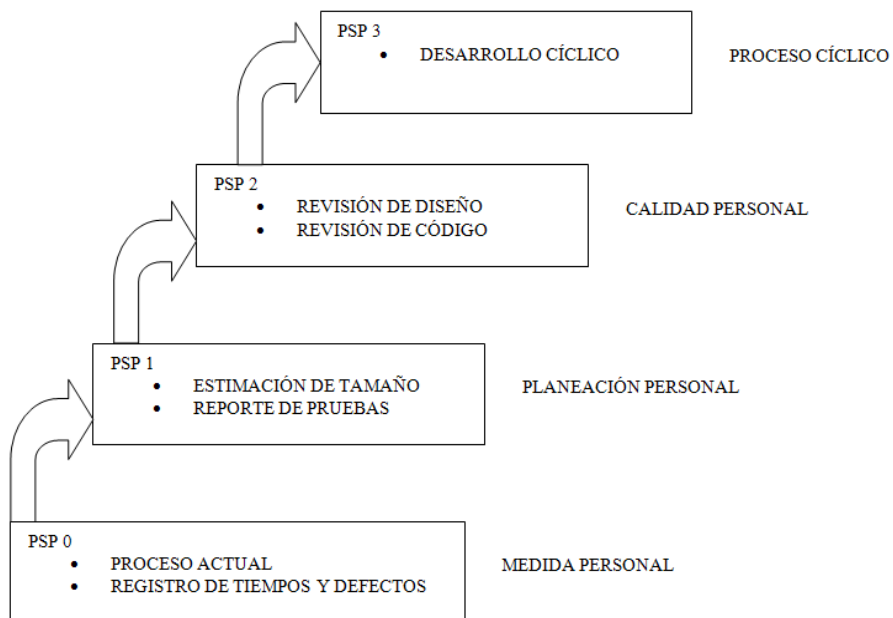 PSP 3
• DESARROLLO CÍCLICO
PROCESO CÍCLICO
PSP 2
• REVISIÓN DE DISEÑO
• REVISIÓN DE CÓDIGO
CALIDAD PERSONAL
PSP 1
• ESTIMACIÓN DE TAMAÑO
• REPORTE DE PRUEBAS
PLANEACIÓN PERSONAL
PSP 0
• PROCESO ACTUAL
• REGISTRO DE TIEMPOS Y DEFECTOS
MEDIDA PERSONAL